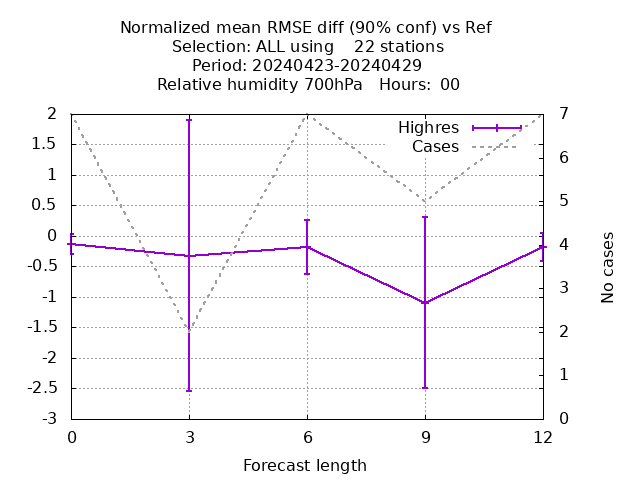 Normalized mean RMSE diff (90% conf) vs Ref
Selection: ALL using    22 stations
Period: 20240423-20240429
Relative humidity 700hPa   Hours:  00
Highres
Cases
2
1.5
1
0.5
0
-0.5
-1
-1.5
-2
-2.5
-3
7
6
5
4
3
2
1
0
No cases
0 3 6 9 12
Forecast length